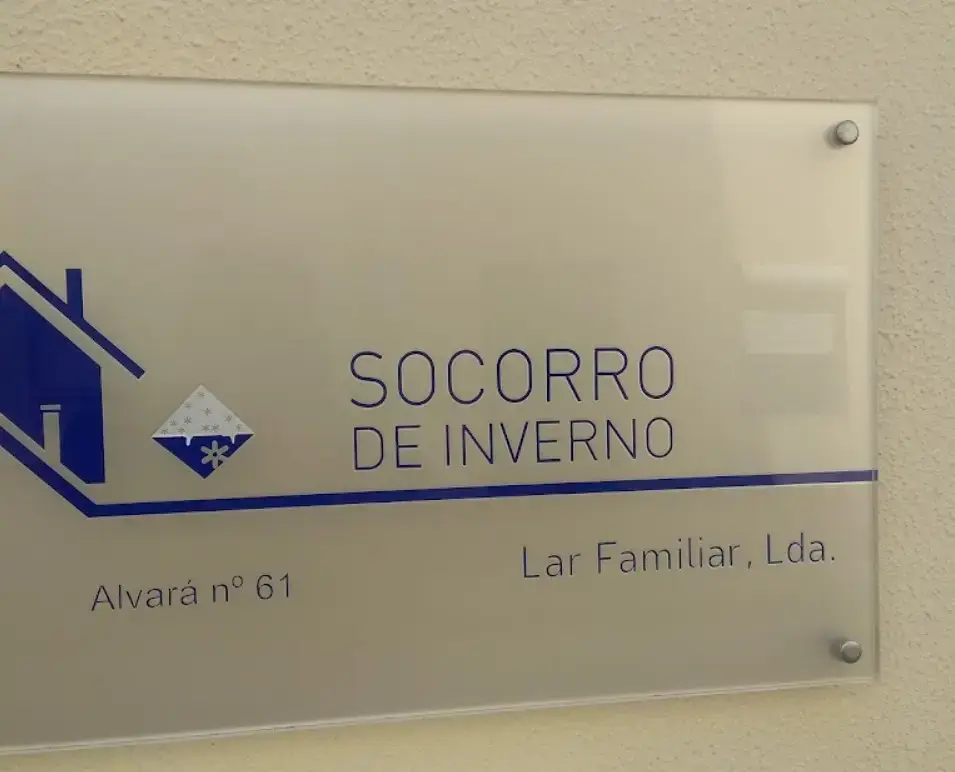 SOCORRO
DE INVERNO
Lar Familiar, Lda.
Alvará nº 61